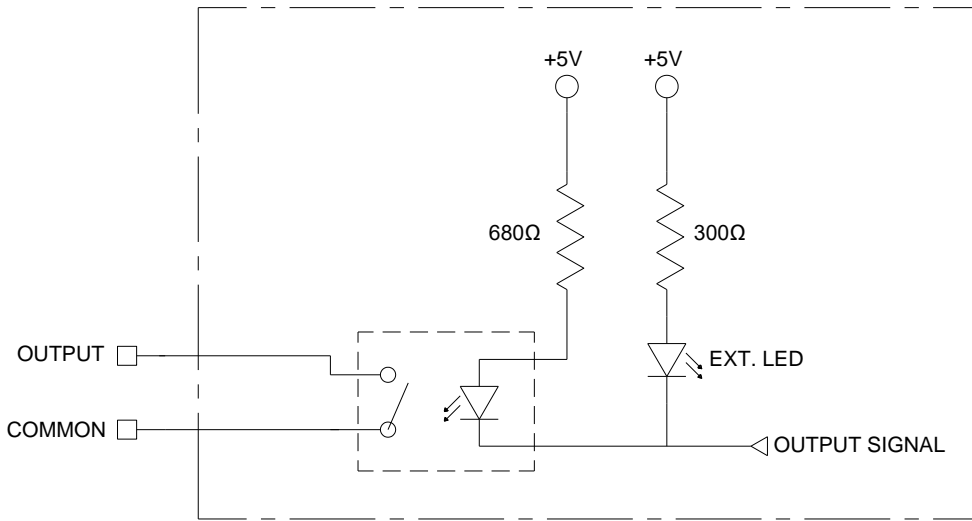 +5V
+5V
680Ω
300Ω
OUTPUT
EXT. LED
COMMON
OUTPUT SIGNAL